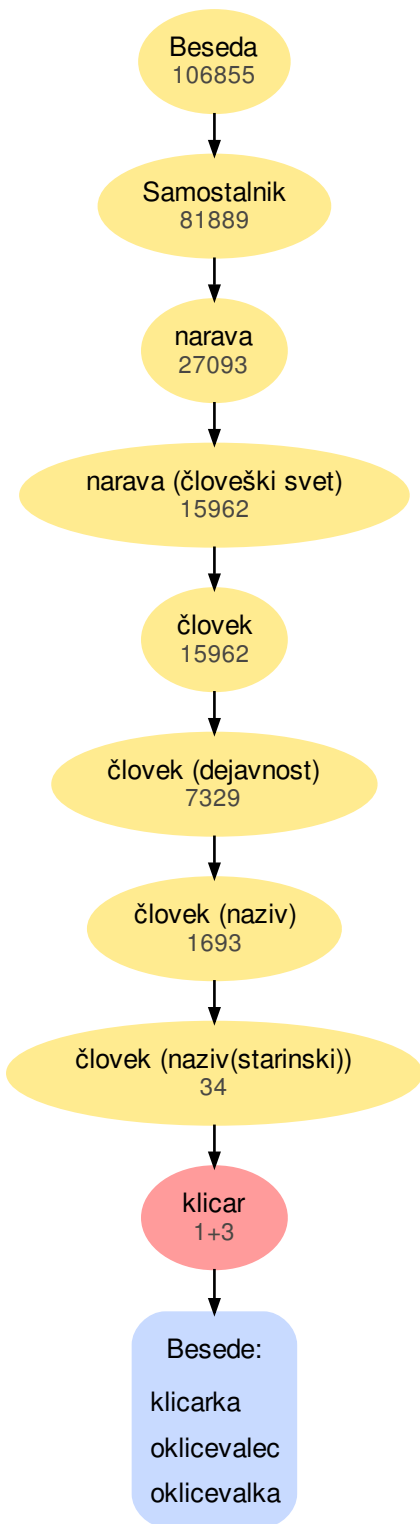 Beseda
106855
Samostalnik
81889
narava
27093
narava (človeški svet)
15962
človek
15962
človek (dejavnost)
7329
človek (naziv)
1693
človek (naziv(starinski))
34
klicar
1+3
Besede:
klicarka
oklicevalec
oklicevalka